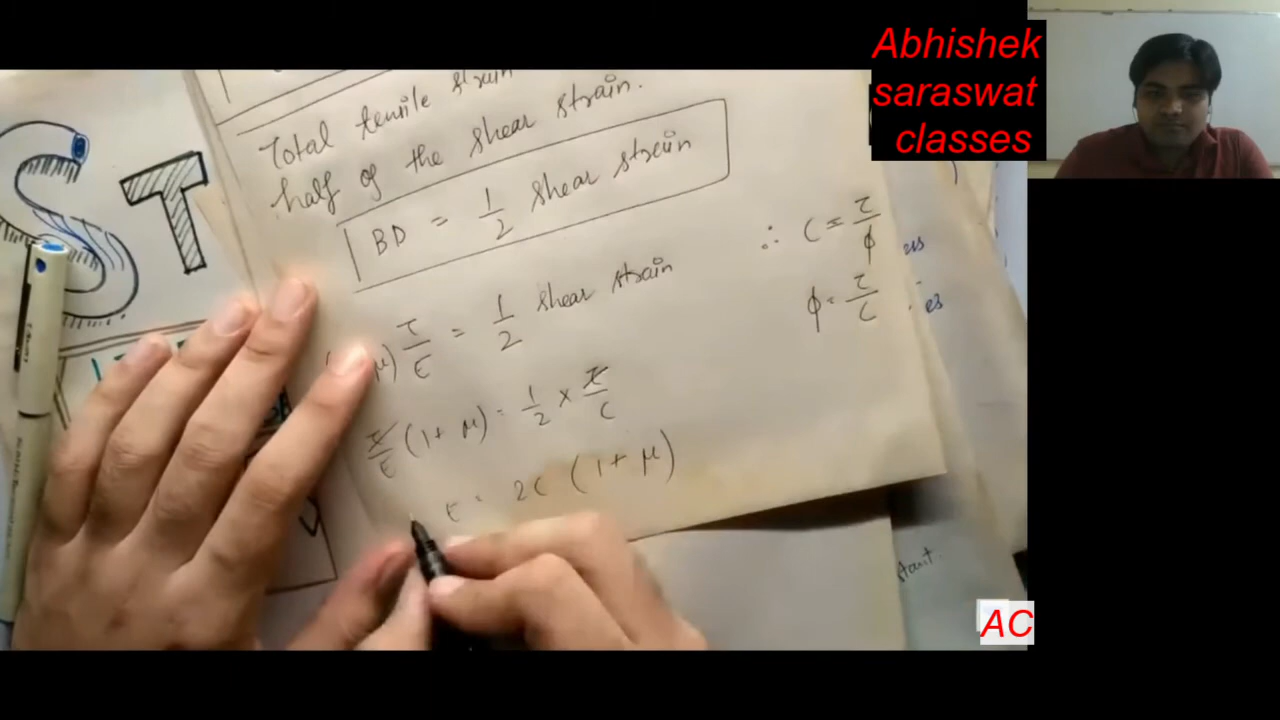 Abhishek
saraswat
classes
ST
Total tensile strain
half of the shear strain.
BD = 1/2 shear strain
μ) τ/E = 1/2 shear strain
∴ C = τ/ϕ
ϕ = τ/C
τ/E (1 + μ) = 1/2 × τ/C
E = 2C (1 + μ)
AC